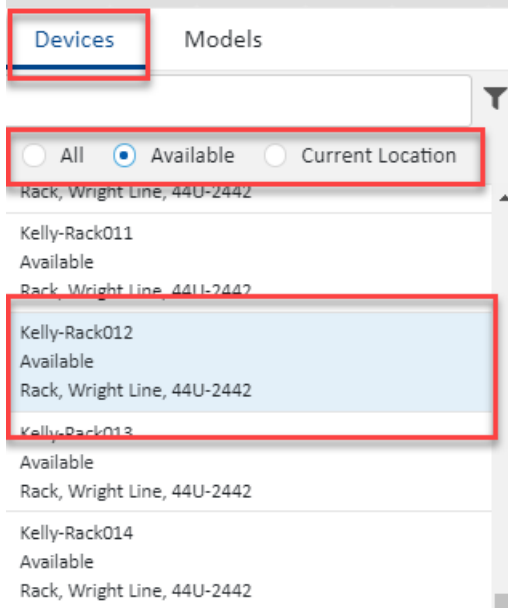 Devices Models
All Available Current Location
Rack, Wright Line, 44U-2442
Kelly-Rack011
Available
Rack, Wright Line, 44U-2442
Kelly-Rack012
Available
Rack, Wright Line, 44U-2442
Kelly-Rack013
Available
Rack, Wright Line, 44U-2442
Kelly-Rack014
Available
Rack, Wright Line, 44U-2442